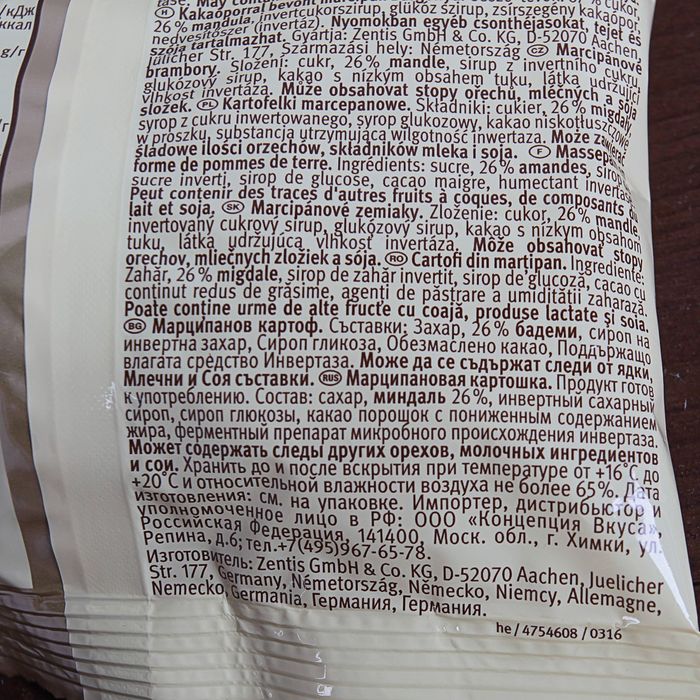 ккал
g/r
tase. May
Kakaóporral bevont
26 % mandula, invertcukorszirup, glukóz szirup, zsírszegény kakaópor,
nedvesítőszer (invertáz). Nyomokban egyéb csonthéjasokat, tejet és
szója tartalmazhat. Gyártja: Zentis GmbH & Co. KG, D-52070 Aachen,
Jülicher Str. 177, Származási hely: Németország CZ Marcipánové
brambory. Složení: cukr, 26 % mandle, sirup z invertního cukru,
glukózový sirup, kakao s nízkým obsahem tuku, látka udržující
vlhkost invertáza. Může obsahovat stopy ořechů, mléčných a sója
složek. PL Kartofelki marcepanowe. Składniki: cukier, 26 % migdały,
syrop z cukru inwertowanego, syrop glukozowy, kakao niskotłuszczowe
w proszku, substancja utrzymująca wilgotność inwertaza. Może zawierać
śladowe ilości orzechów, składników mleka i soja. F Massepain
forme de pommes de terre. Ingrédients: sucre, 26 % amandes, sirop
sucre inverti, sirop de glucose, cacao maigre, humectant invertase
Peut contenir des traces d'autres fruits à coques, de composants
lait et soja. SK Marcipánové zemiaky. Zloženie: cukor, 26 % mandle
invertovaný cukrový sirup, glukózový sirup, kakao s nízkym obsahom
tuku, látka udržujúca vlhkosť invertáza. Môže obsahovať stopy
orechov, mliečnych zložiek a sója. RO Cartofi din marțipan. Ingrediente:
Zahăr, 26 % migdale, sirop de zahăr invertit, sirop de glucoză, cacao cu
continut redus de grăsime, agenți de păstrare a umidității zaharază.
Poate conține urme de alte fructe cu coajă, produse lactate și soia.
BG Марципанов картоф. Съставки: Захар, 26 % бадеми, сироп на
инвертна захар, Сироп гликоза, Обезмаслено какао, Поддържащо
влагата средство Инвертаза. Може да се съдържат следи от ядки,
Млечни и Соя съставки. RUS Марципановая картошка. Продукт готов
к употреблению. Состав: сахар, миндаль 26 %, инвертный сахарный
сироп, сироп глюкозы, какао порошок с пониженным содержанием
жира, ферментный препарат микробного происхождения инвертаза.
Может содержать следы других орехов, молочных ингредиентов
и сои. Хранить до и после вскрытия при температуре от +16°С до
+20°С и относительной влажности воздуха не более 65%. Дата
изготовления: см. на упаковке. Импортер, дистрибьютор и
уполномоченное лицо в РФ: ООО «Концепция Вкуса»,
Российская Федерация, 141400, Моск. обл., г. Химки, ул.
Репина, д.6; тел.+7(495)967-65-78.
Изготовитель: Zentis GmbH & Co. KG, D-52070 Aachen, Juelicher
Str. 177, Germany, Németország, Německo, Niemcy, Allemagne,
Nemecko, Germania, Германия, Германия.
he / 4754608 / 0316